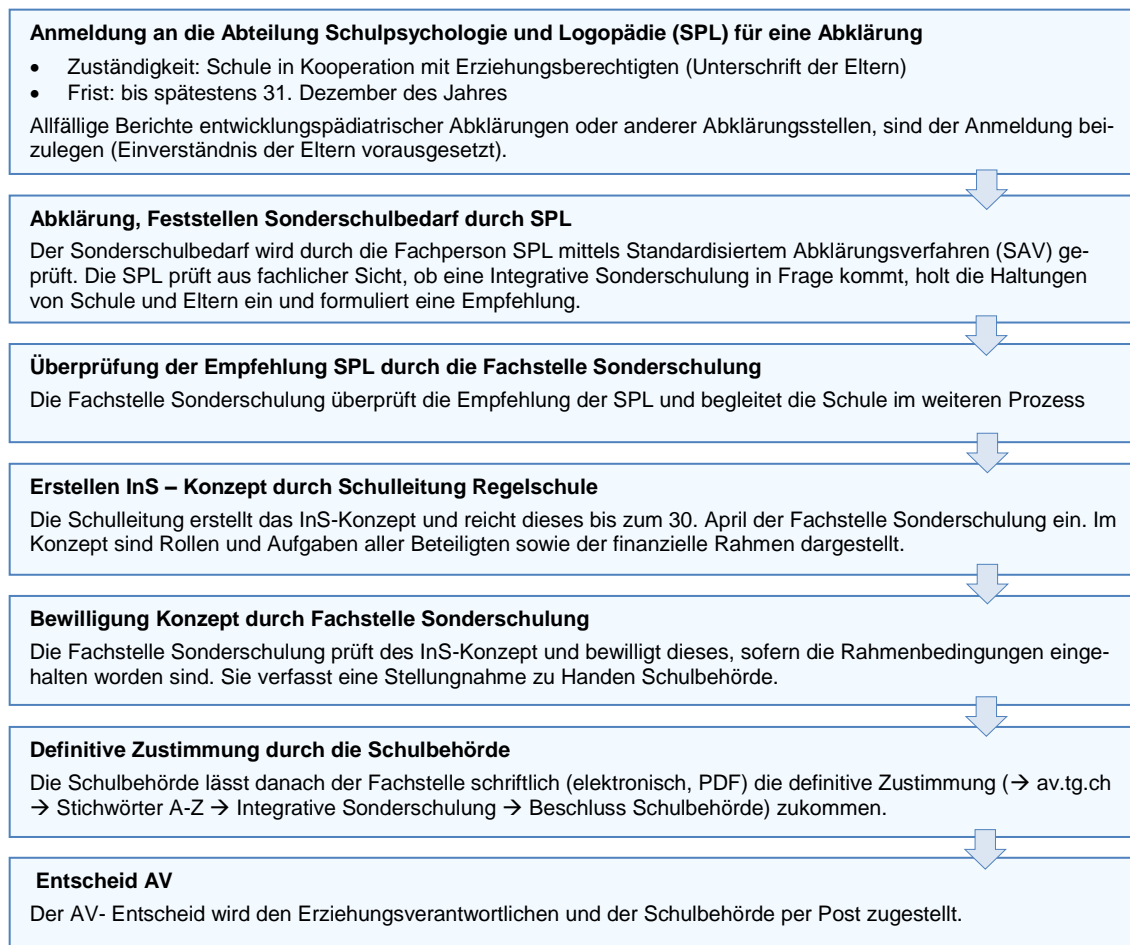 Anmeldung an die Abteilung Schulpsychologie und Logopädie (SPL) für eine Abklärung
• Zuständigkeit: Schule in Kooperation mit Erziehungsberechtigten (Unterschrift der Eltern)
• Frist: bis spätestens 31. Dezember des Jahres
Allfällige Berichte entwicklungspädiatrischer Abklärungen oder anderer Abklärungsstellen, sind der Anmeldung bei-
zulegen (Einverständnis der Eltern vorausgesetzt).
Abklärung, Feststellen Sonderschulbedarf durch SPL
Der Sonderschulbedarf wird durch die Fachperson SPL mittels Standardisiertem Abklärungsverfahren (SAV) ge-
prüft. Die SPL prüft aus fachlicher Sicht, ob eine Integrative Sonderschulung in Frage kommt, holt die Haltungen
von Schule und Eltern ein und formuliert eine Empfehlung.
Überprüfung der Empfehlung SPL durch die Fachstelle Sonderschulung
Die Fachstelle Sonderschulung überprüft die Empfehlung der SPL und begleitet die Schule im weiteren Prozess
Erstellen InS – Konzept durch Schulleitung Regelschule
Die Schulleitung erstellt das InS-Konzept und reicht dieses bis zum 30. April der Fachstelle Sonderschulung ein. Im
Konzept sind Rollen und Aufgaben aller Beteiligten sowie der finanzielle Rahmen dargestellt.
Bewilligung Konzept durch Fachstelle Sonderschulung
Die Fachstelle Sonderschulung prüft des InS-Konzept und bewilligt dieses, sofern die Rahmenbedingungen einge-
halten worden sind. Sie verfasst eine Stellungnahme zu Handen Schulbehörde.
Definitive Zustimmung durch die Schulbehörde
Die Schulbehörde lässt danach der Fachstelle schriftlich (elektronisch, PDF) die definitive Zustimmung (→ av.tg.ch
→ Stichwörter A-Z → Integrative Sonderschulung → Beschluss Schulbehörde) zukommen.
Entscheid AV
Der AV- Entscheid wird den Erziehungsverantwortlichen und der Schulbehörde per Post zugestellt.